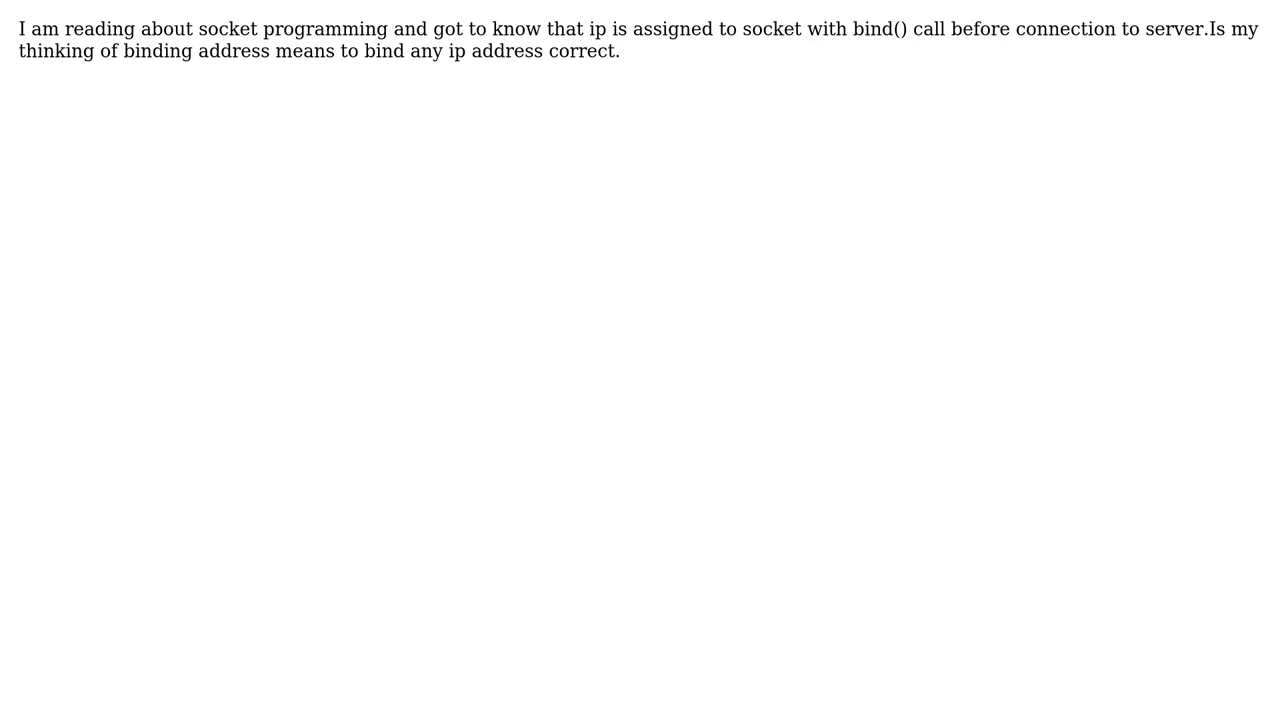 I am reading about socket programming and got to know that ip is assigned to socket with bind() call before connection to server.Is my
thinking of binding address means to bind any ip address correct.